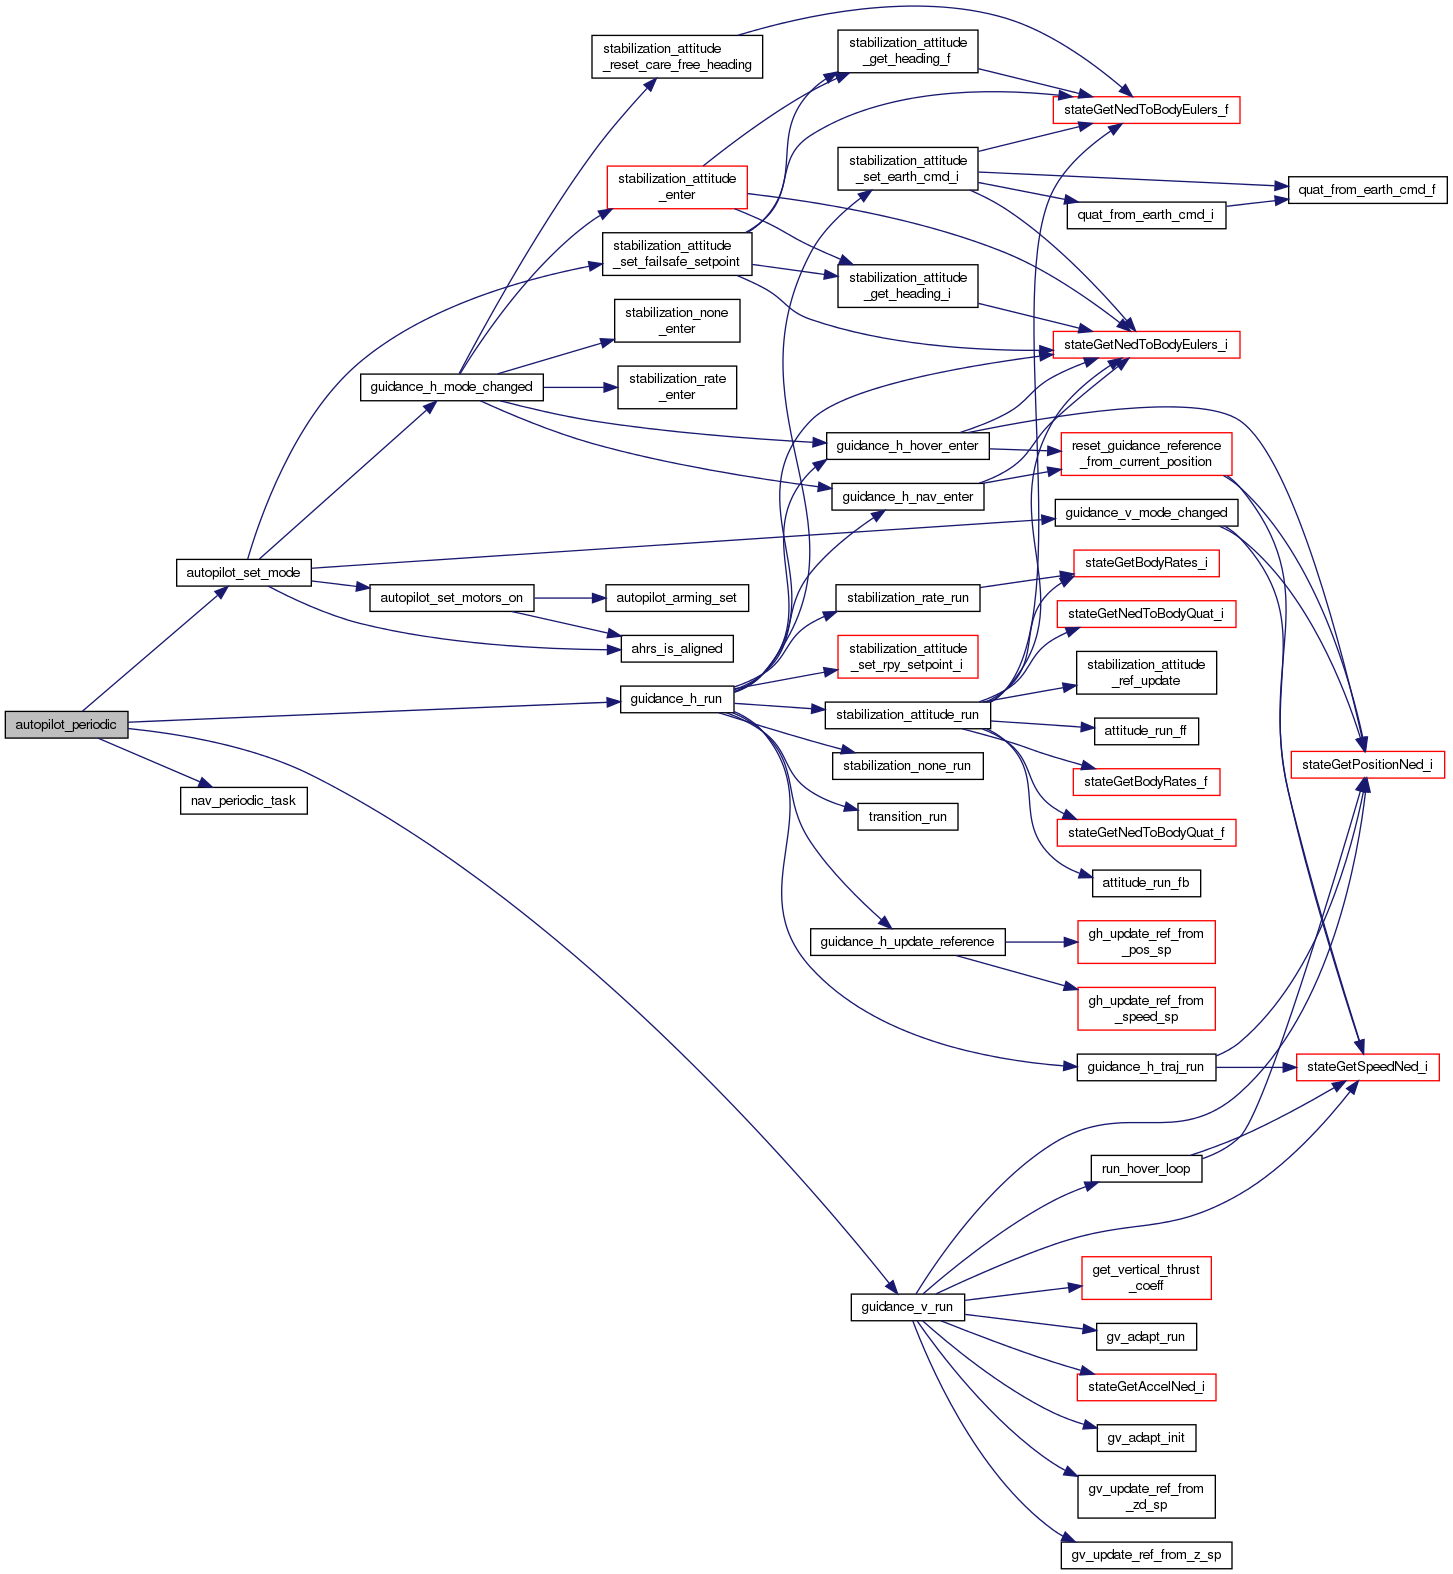 stabilization_attitude
_reset_care_free_heading
stabilization_attitude
_get_heading_f
stateGetNedToBodyEulers_f
stabilization_attitude
_set_earth_cmd_i
quat_from_earth_cmd_f
quat_from_earth_cmd_i
stabilization_attitude
_enter
stabilization_attitude
_set_failsafe_setpoint
stabilization_attitude
_get_heading_i
stabilization_none
_enter
stateGetNedToBodyEulers_i
guidance_h_mode_changed
stabilization_rate
_enter
guidance_h_hover_enter
reset_guidance_reference
_from_current_position
guidance_h_nav_enter
guidance_v_mode_changed
autopilot_set_mode
stateGetBodyRates_i
autopilot_set_motors_on
autopilot_arming_set
stabilization_rate_run
stateGetNedToBodyQuat_i
ahrs_is_aligned
stabilization_attitude
_set_rpy_setpoint_i
stabilization_attitude
_ref_update
guidance_h_run
stabilization_attitude_run
autopilot_periodic
attitude_run_ff
stabilization_none_run
stateGetPositionNed_i
stateGetBodyRates_f
nav_periodic_task
transition_run
stateGetNedToBodyQuat_f
attitude_run_fb
guidance_h_update_reference
gh_update_ref_from
_pos_sp
gh_update_ref_from
_speed_sp
guidance_h_traj_run
stateGetSpeedNed_i
run_hover_loop
get_vertical_thrust
_coeff
guidance_v_run
gv_adapt_run
stateGetAccelNed_i
gv_adapt_init
gv_update_ref_from
_zd_sp
gv_update_ref_from_z_sp